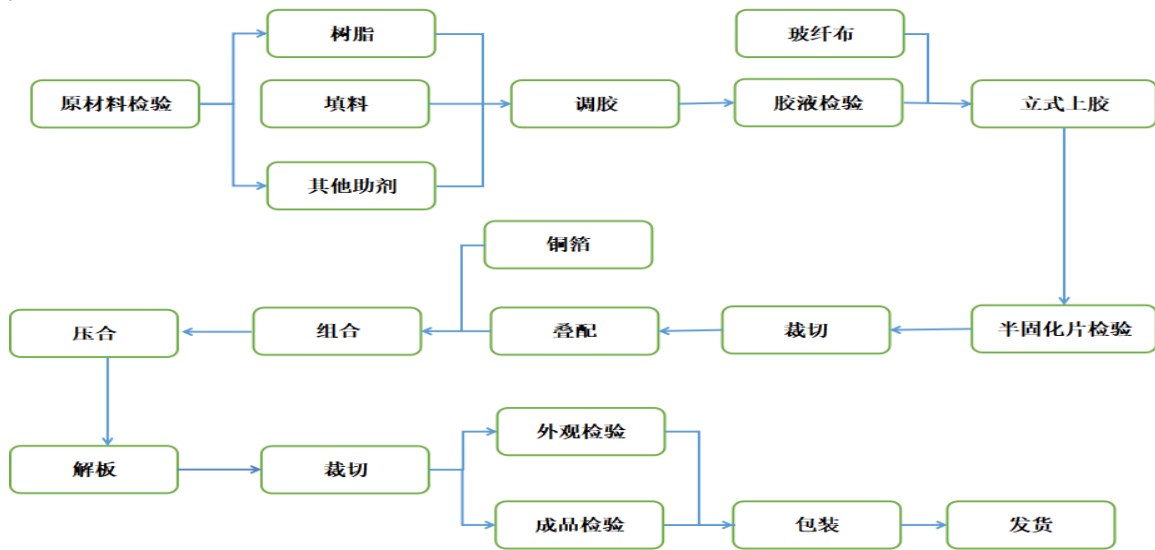 树脂
玻纤布
原材料检验
填料
调胶
胶液检验
立式上胶
其他助剂
铜箔
压合
组合
叠配
裁切
半固化片检验
外观检验
解板
裁切
成品检验
包装
发货